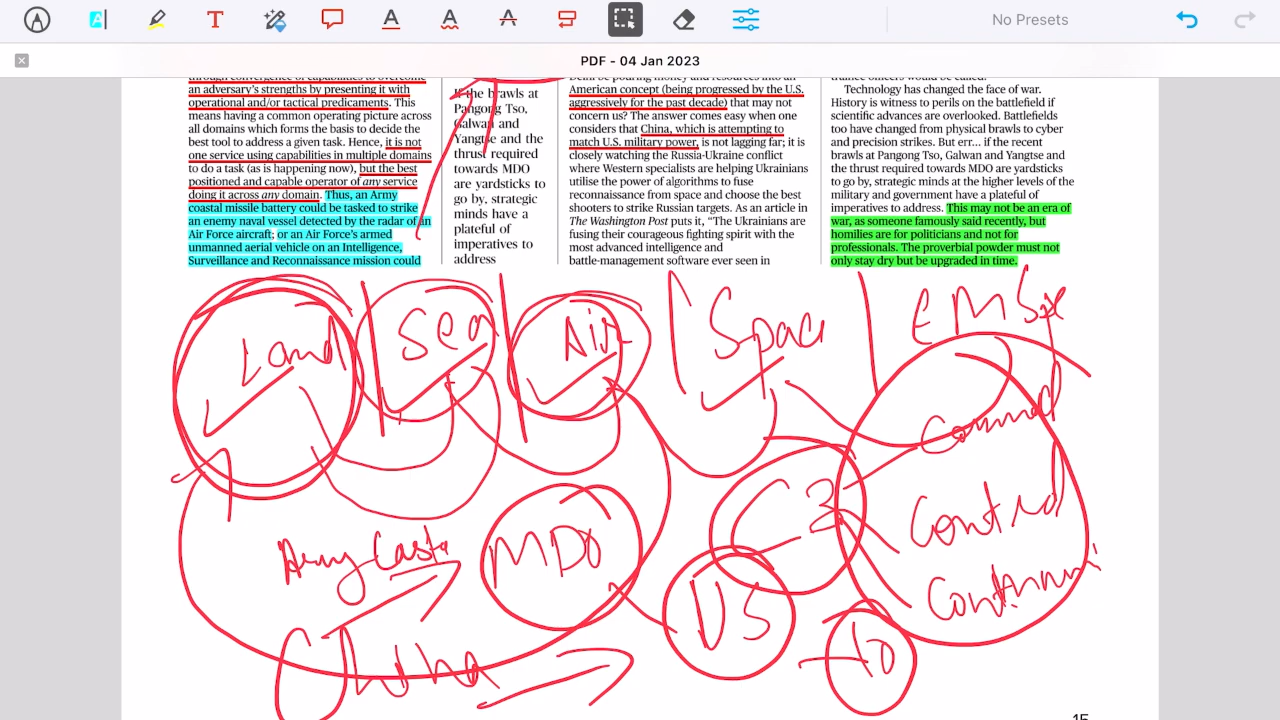 No Presets
PDF - 04 Jan 2023
through convergence of capabilities to overcome
an adversary's strengths by presenting it with
operational and/or tactical predicaments. This
means having a common operating picture across
all domains which forms the basis to decide the
best tool to address a given task. Hence, it is not
one service using capabilities in multiple domains
to do a task (as is happening now), but the best
positioned and capable operator of any service
doing it across any domain. Thus, an Army
coastal missile battery could be tasked to strike
an enemy naval vessel detected by the radar of an
Air Force aircraft; or an Air Force's armed
unmanned aerial vehicle on an Intelligence,
Surveillance and Reconnaissance mission could
If the brawls at
Pangong Tso,
Galwan and
Yangtse and the
thrust required
towards MDO
are yardsticks to
go by, strategic
minds have a
plateful of
imperatives to
address
American concept (being progressed by the U.S.
aggressively for the past decade) that may not
concern us? The answer comes easy when one
considers that China, which is attempting to
match U.S. military power, is not lagging far; it is
closely watching the Russia-Ukraine conflict
where Western specialists are helping Ukrainians
utilise the power of algorithms to fuse
reconnaissance from space and choose the best
shooters to strike Russian targets. As an article in
The Washington Post puts it, "The Ukrainians are
fusing their courageous fighting spirit with the
most advanced intelligence and
battle-management software ever seen in
Technology has changed the face of war.
History is witness to perils on the battlefield if
scientific advances are overlooked. Battlefields
too have changed from physical brawls to cyber
and precision strikes. But err... if the recent
brawls at Pangong Tso, Galwan and Yangtse and
the thrust required towards MDO are yardsticks
to go by, strategic minds at the higher levels of the
military and government have a plateful of
imperatives to address. This may not be an era of
war, as someone famously said recently, but
homilies are for politicians and not for
professionals. The proverbial powder must not
only stay dry but be upgraded in time.
Land Sea Air Space EM
C3
Control
Army MDO
US
China to
15